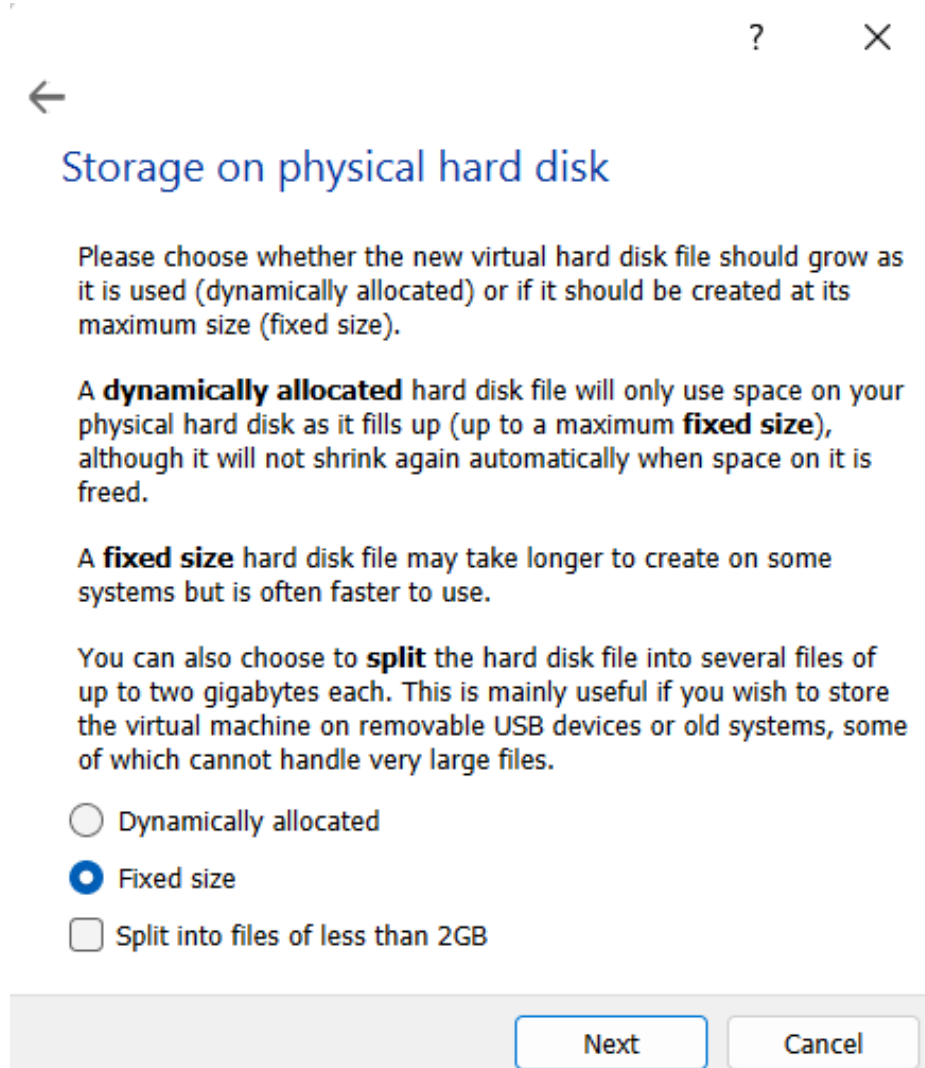 ?
Storage on physical hard disk
Please choose whether the new virtual hard disk file should grow as
it is used (dynamically allocated) or if it should be created at its
maximum size (fixed size).
A dynamically allocated hard disk file will only use space on your
physical hard disk as it fills up (up to a maximum fixed size),
although it will not shrink again automatically when space on it is
freed.
A fixed size hard disk file may take longer to create on some
systems but is often faster to use.
You can also choose to split the hard disk file into several files of
up to two gigabytes each. This is mainly useful if you wish to store
the virtual machine on removable USB devices or old systems, some
of which cannot handle very large files.
Dynamically allocated
Fixed size
Split into files of less than 2GB
Next Cancel